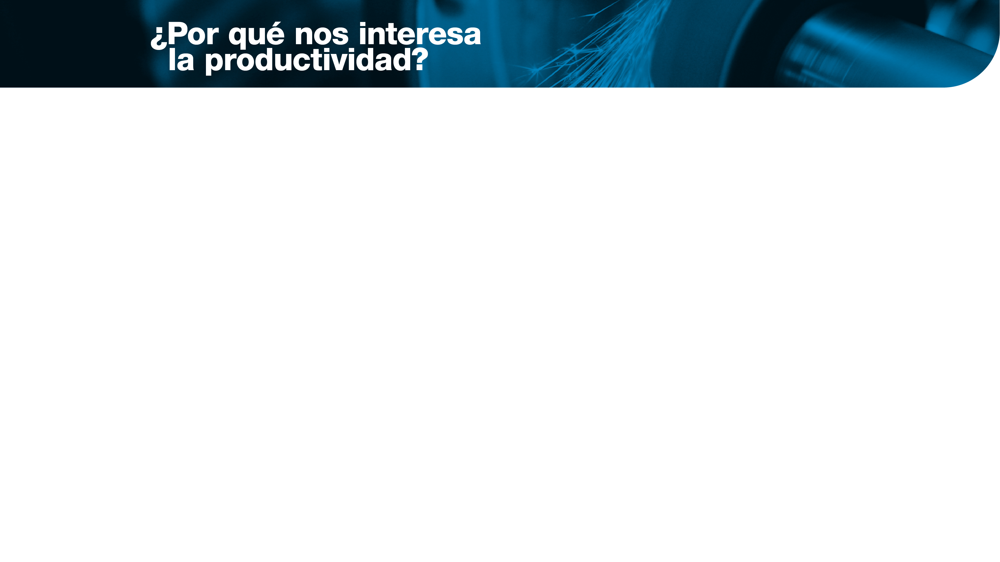 ¿Por qué nos interesa
la productividad?